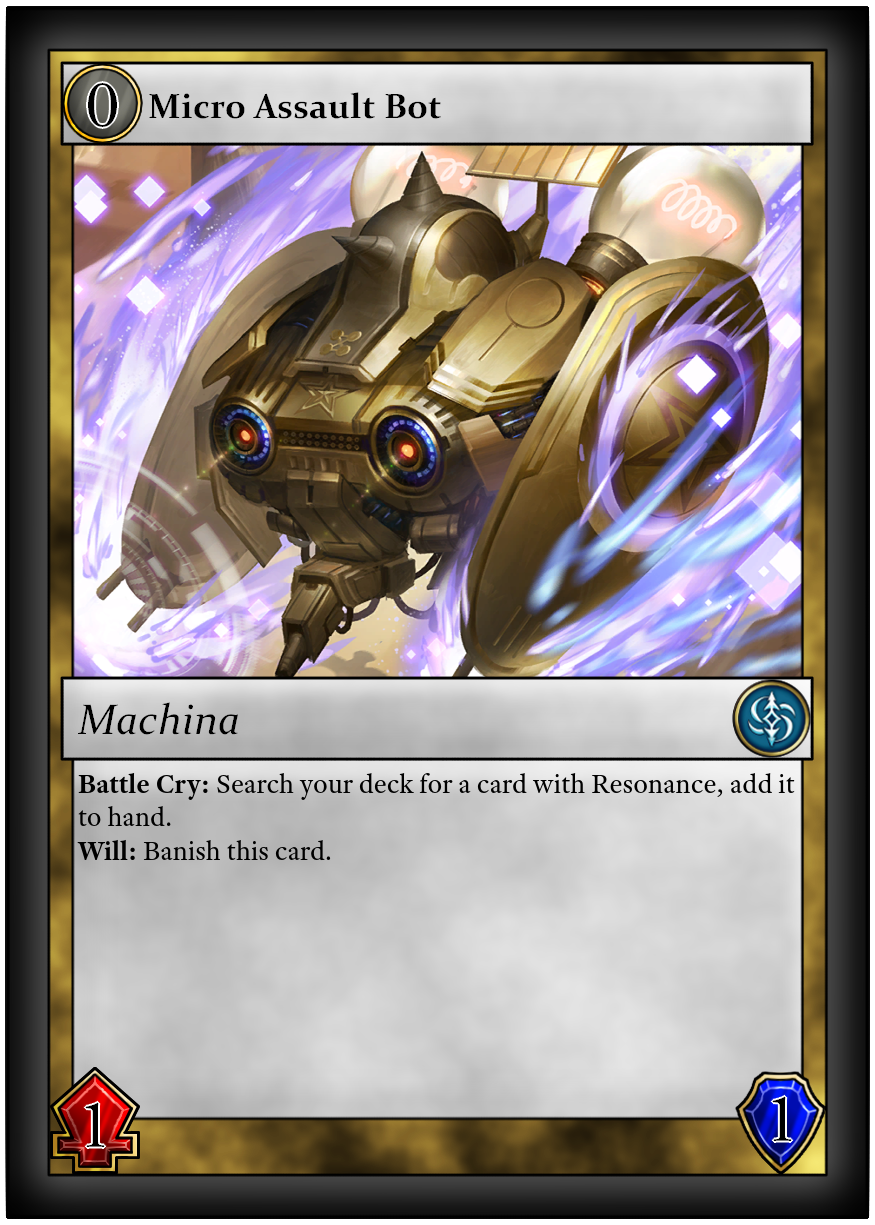 0
Micro Assault Bot
Machina
Battle Cry: Search your deck for a card with Resonance, add it
to hand.
Will: Banish this card.
1
1